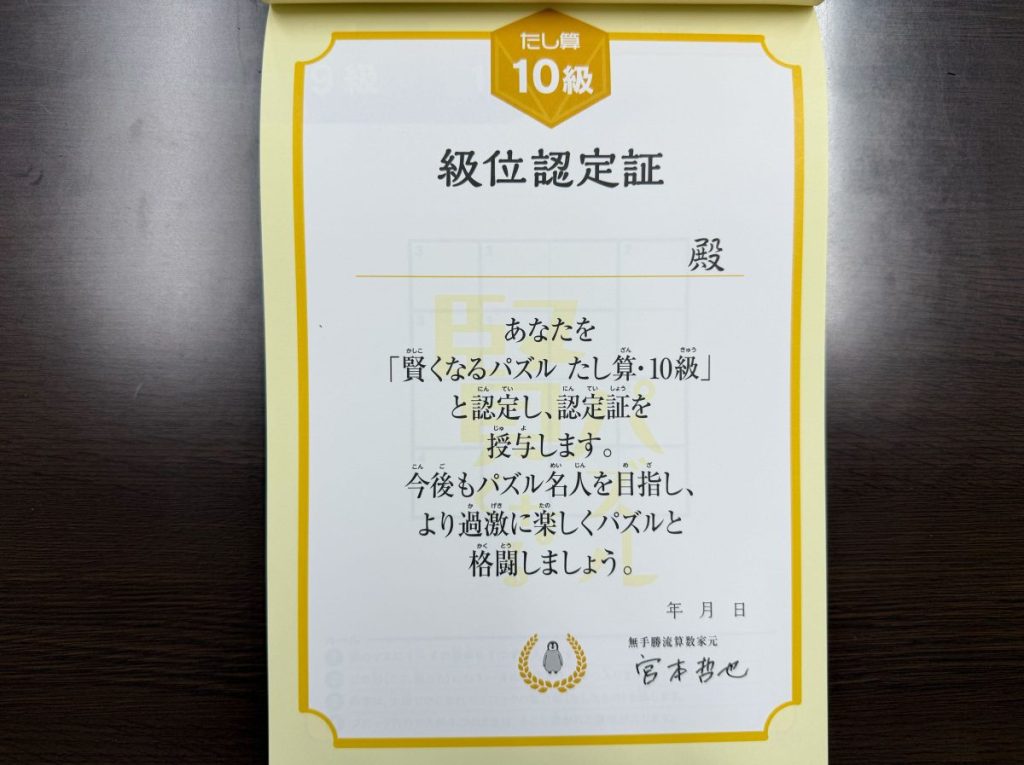 たし算
10級
級位認定証
殿
あなたを
「賢くなるパズル たし算・10級」
と認定し、認定証を
授与します。
今後もパズル名人を目指し、
より過激に楽しくパズルと
格闘しましょう。
年 月 日
無手勝流算数家元
宮本哲也